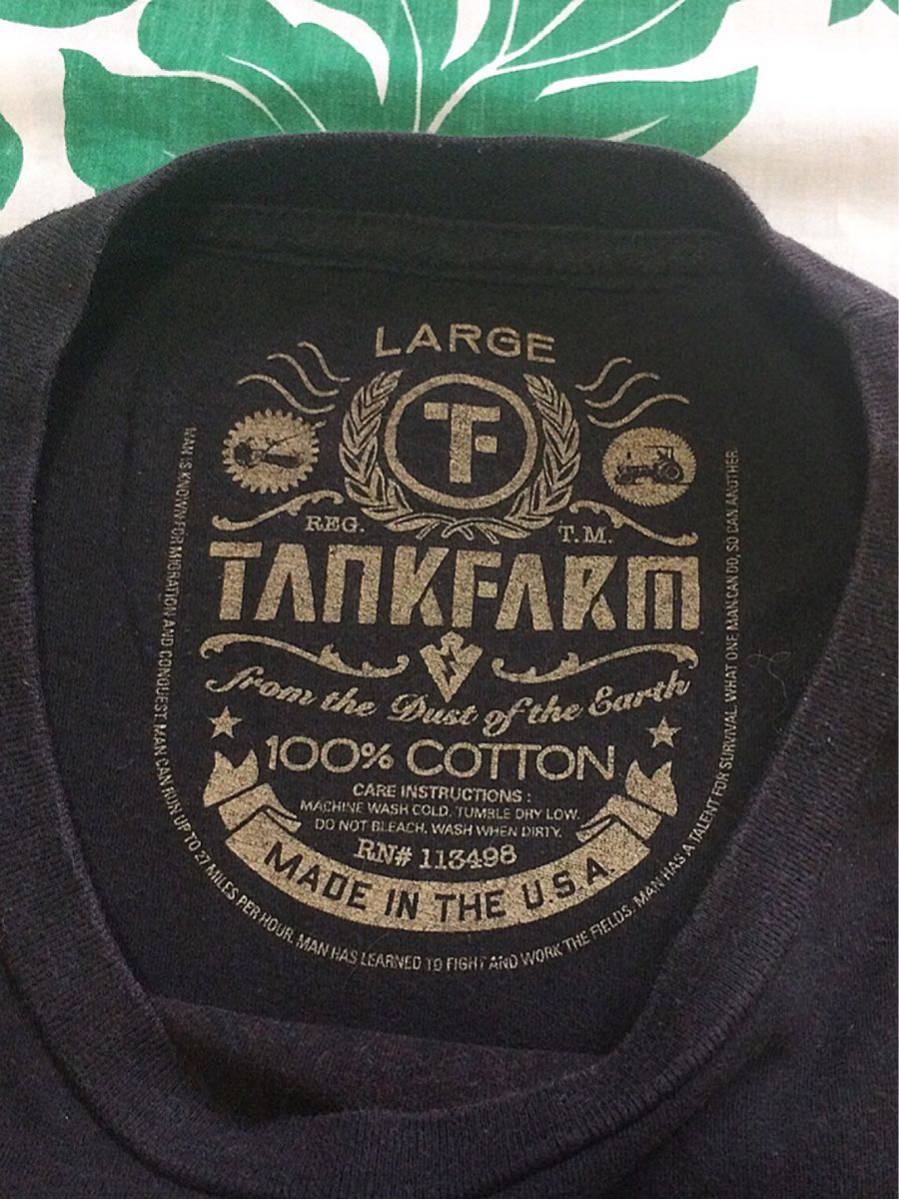 LARGE
TF
REG. T.M.
TANKFARM
from the Dust of the Earth
100% COTTON
CARE INSTRUCTIONS :
MACHINE WASH COLD. TUMBLE DRY LOW.
DO NOT BLEACH. WASH WHEN DIRTY.
RN# 113498
MADE IN THE U.S.A.
MAN IS KNOWN FOR MIGRATION AND CONQUEST. MAN CAN RUN UP TO 27 MILES PER HOUR. MAN HAS LEARNED TO FIGHT AND WORK THE FIELDS. MAN HAS A TALENT FOR SURVIVAL. WHAT ONE MAN CAN DO, SO CAN ANOTHER.